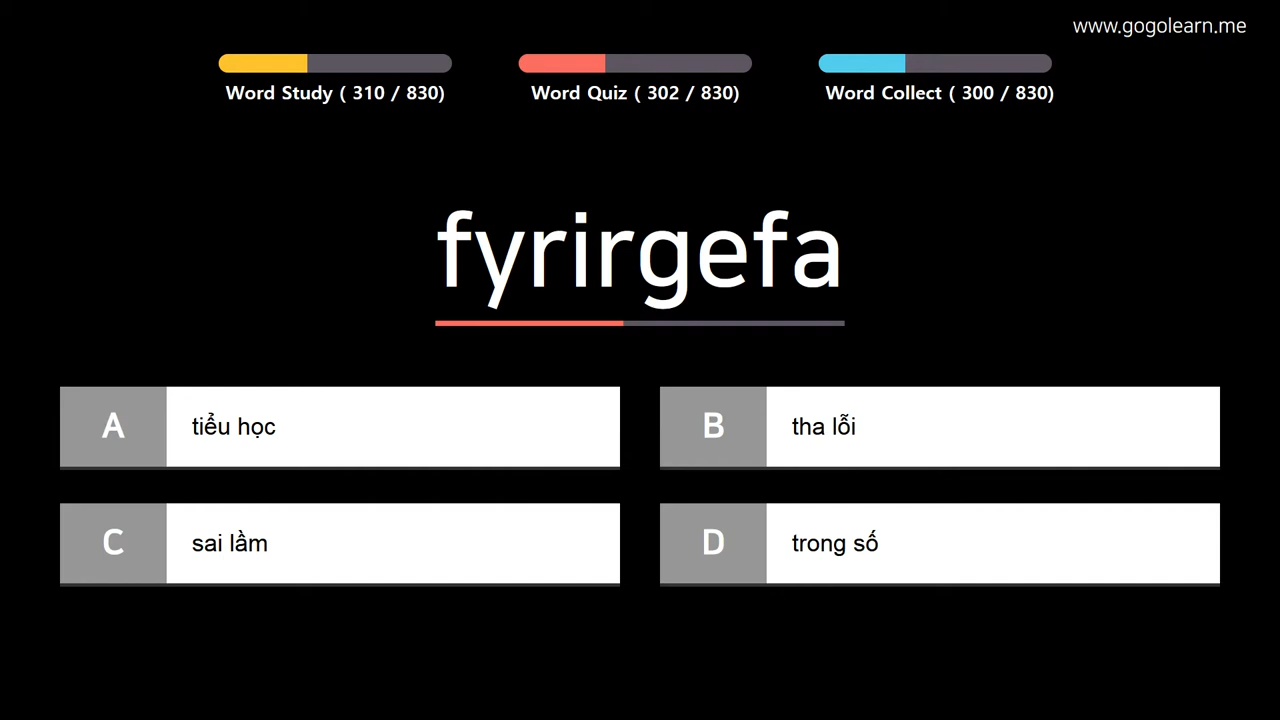 www.gogolearn.me
Word Study ( 310 / 830)
Word Quiz ( 302 / 830)
Word Collect ( 300 / 830)
fyrirgefa
A tiểu học
B tha lỗi
C sai lầm
D trong số